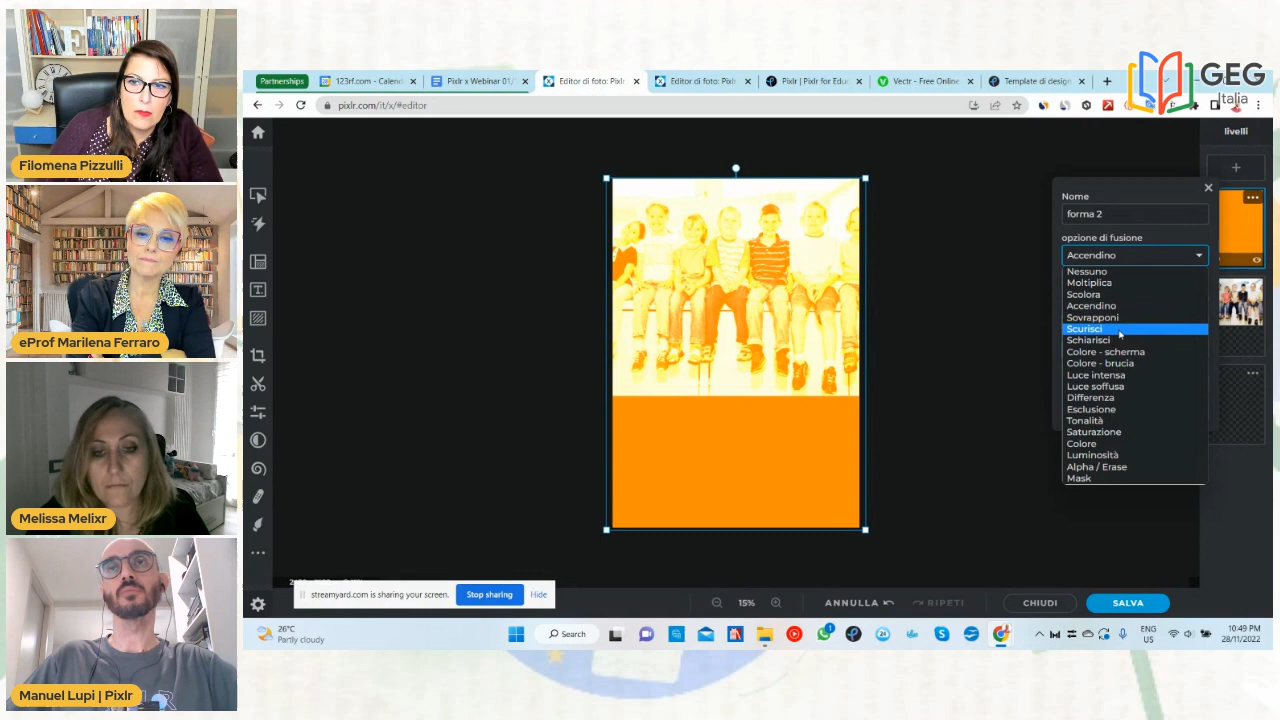 Filomena Pizzulli
eProf Marilena Ferraro
Melissa Melixr
Manuel Lupi | Pixlr
GEG
Italia
Partnerships
123rf.com - Calend
Pixlr x Webinar 01/
Editor di foto: Pixlr
Editor di foto: Pixlr
Pixlr | Pixlr for Educ
Vectr - Free Online
Template di design
pixlr.com/it/x/#editor
livelli
Nome
forma 2
opzione di fusione
Accendino
Nessuno
Moltiplica
Scolora
Accendino
Sovrapponi
Scurisci
Schiarisci
Colore - scherma
Colore - brucia
Luce intensa
Luce soffusa
Differenza
Esclusione
Tonalità
Saturazione
Colore
Luminosità
Alpha / Erase
Mask
streamyard.com is sharing your screen.
Stop sharing
Hide
15%
ANNULLA
RIPETI
CHIUDI
SALVA
26°C
Partly cloudy
Search
1
ENG
US
10:49 PM
28/11/2022